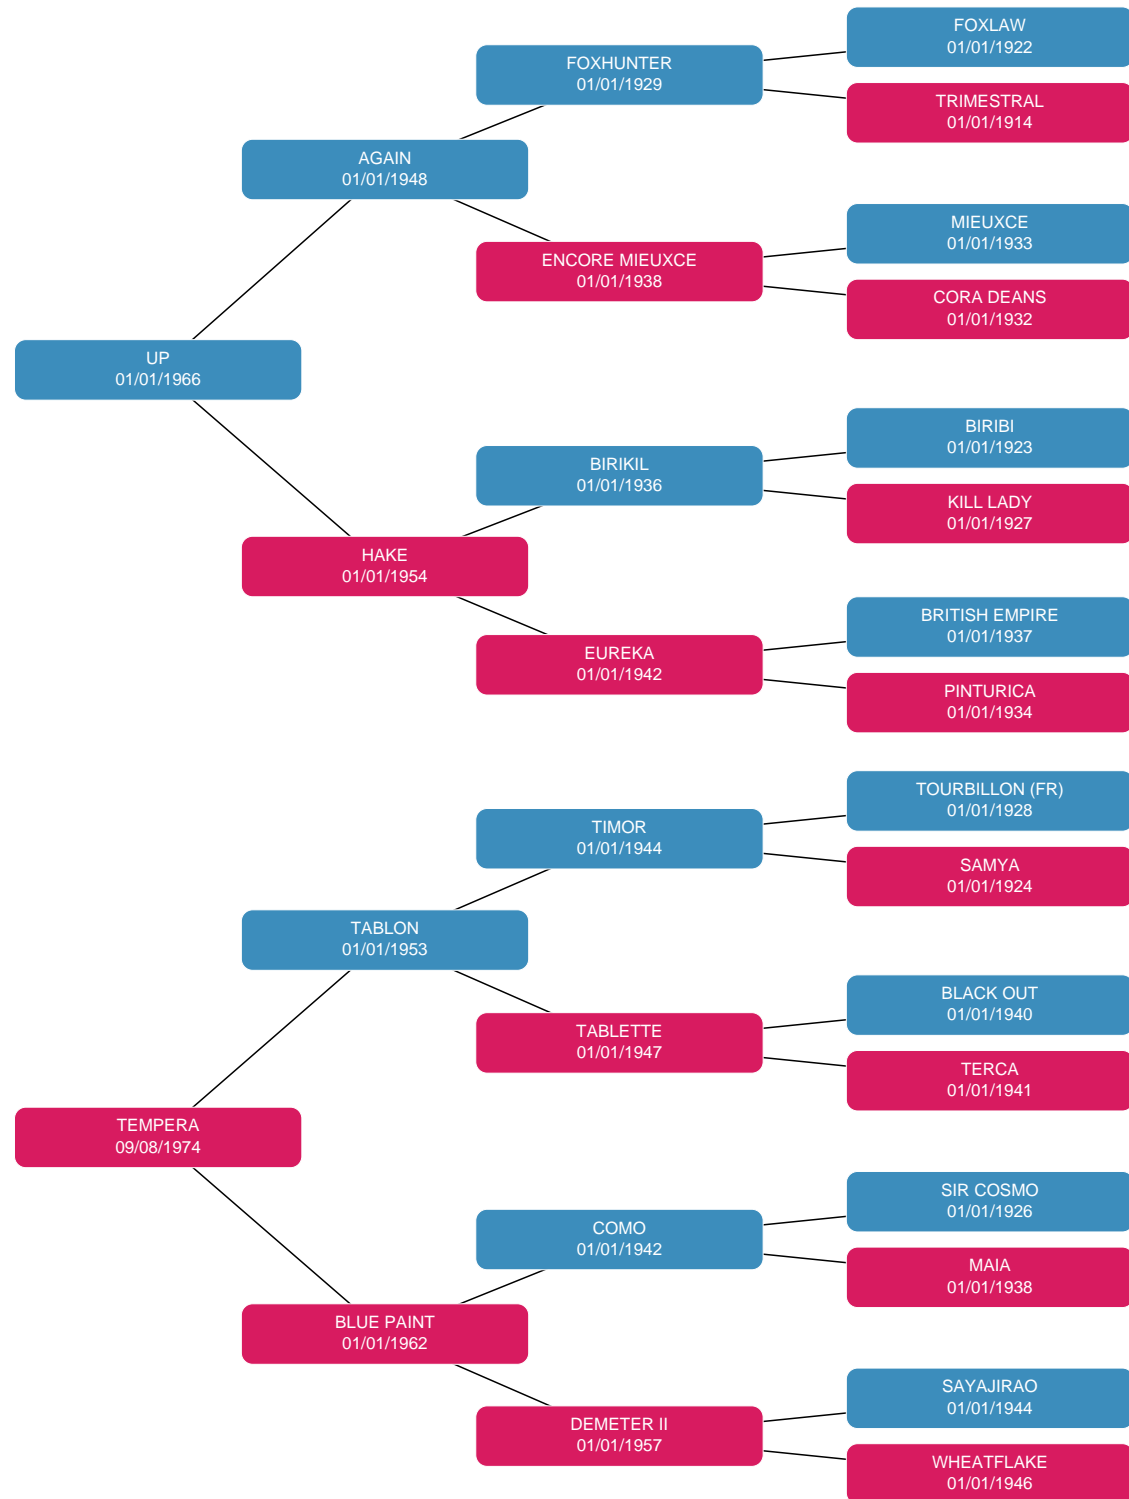 FOXLAW
01/01/1922
FOXHUNTER
01/01/1929
TRIMESTRAL
01/01/1914
AGAIN
01/01/1948
MIEUXCE
01/01/1933
ENCORE MIEUXCE
01/01/1938
CORA DEANS
01/01/1932
UP
01/01/1966
BIRIBI
01/01/1923
BIRIKIL
01/01/1936
KILL LADY
01/01/1927
HAKE
01/01/1954
BRITISH EMPIRE
01/01/1937
EUREKA
01/01/1942
PINTURICA
01/01/1934
TOURBILLON (FR)
01/01/1928
TIMOR
01/01/1944
SAMYA
01/01/1924
TABLON
01/01/1953
BLACK OUT
01/01/1940
TABLETTE
01/01/1947
TERCA
01/01/1941
TEMPERA
09/08/1974
SIR COSMO
01/01/1926
COMO
01/01/1942
MAIA
01/01/1938
BLUE PAINT
01/01/1962
SAYAJIRAO
01/01/1944
DEMETER II
01/01/1957
WHEATFLAKE
01/01/1946